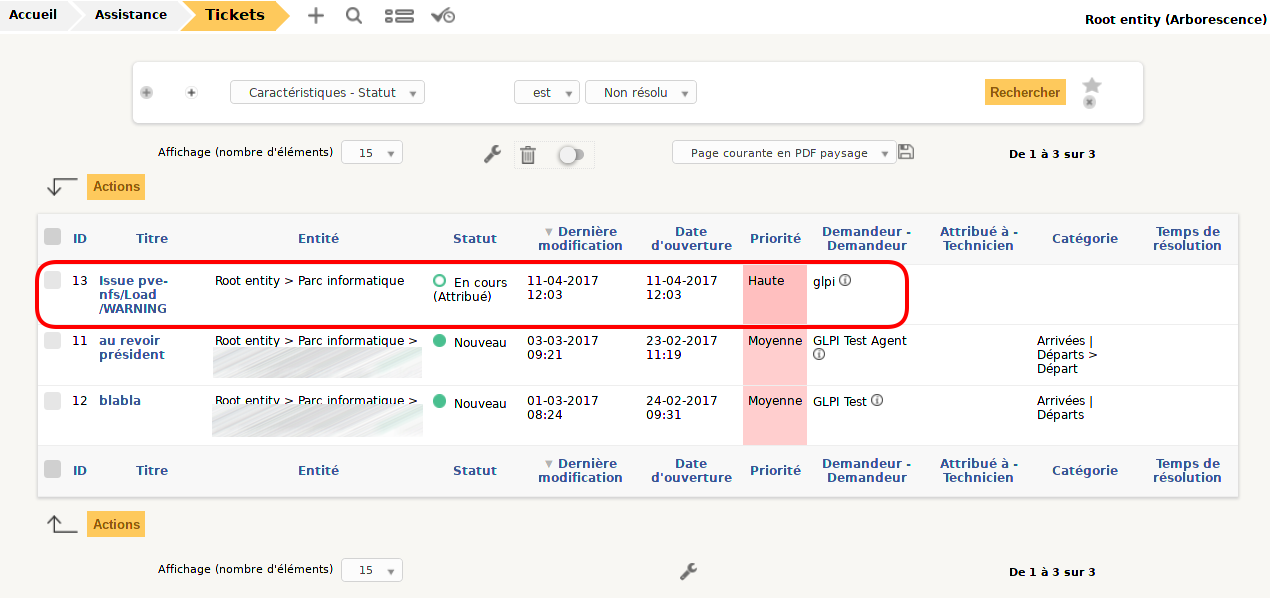 Accueil Assistance Tickets Root entity (Arborescence)
Caractéristiques - Statut est Non résolu Rechercher
Affichage (nombre d'éléments) 15 Page courante en PDF paysage De 1 à 3 sur 3
Actions
ID Titre Entité Statut Dernière modification Date d'ouverture Priorité Demandeur - Demandeur Attribué à - Technicien Catégorie Temps de résolution
13 Issue pve-nfs/Load/WARNING Root entity > Parc informatique En cours (Attribué) 11-04-2017 12:03 11-04-2017 12:03 Haute glpi
11 au revoir président Root entity > Parc informatique > Nouveau 03-03-2017 09:21 23-02-2017 11:19 Moyenne GLPI Test Agent Arrivées | Départs > Départ
12 blabla Root entity > Parc informatique > Nouveau 01-03-2017 08:24 24-02-2017 09:31 Moyenne GLPI Test Arrivées | Départs
ID Titre Entité Statut Dernière modification Date d'ouverture Priorité Demandeur - Demandeur Attribué à - Technicien Catégorie Temps de résolution
Actions
Affichage (nombre d'éléments) 15 De 1 à 3 sur 3